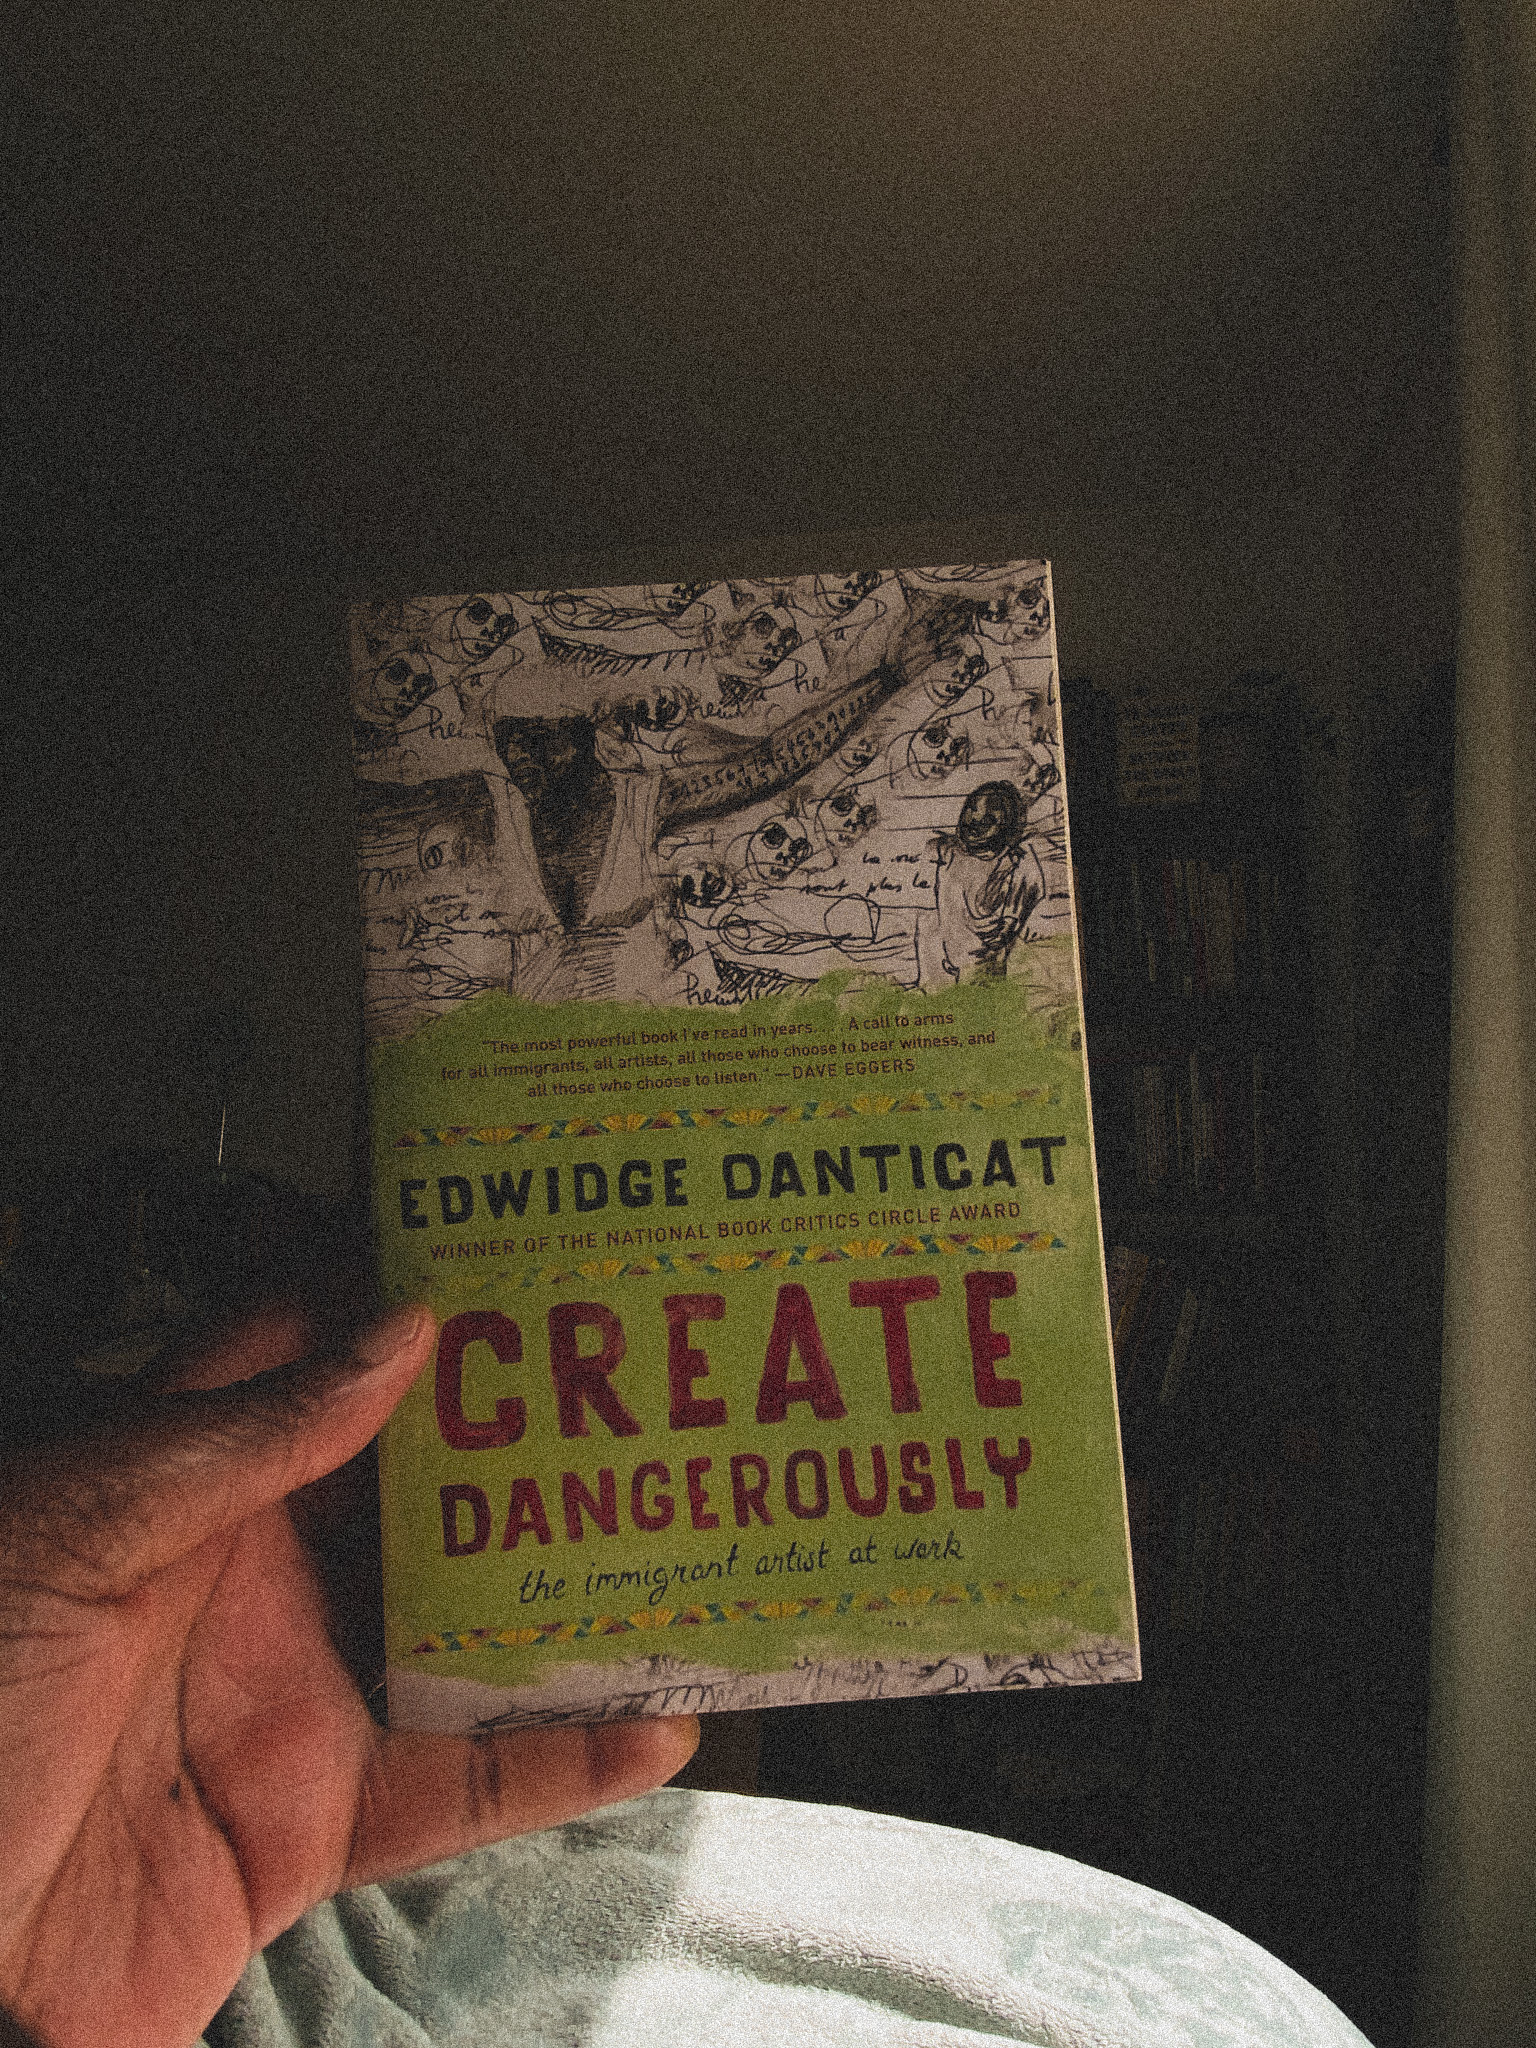 "The most powerful book I've read in years. . . . A call to arms
for all immigrants, all artists, all those who choose to bear witness, and
all those who choose to listen." —DAVE EGGERS
EDWIDGE DANTICAT
WINNER OF THE NATIONAL BOOK CRITICS CIRCLE AWARD
CREATE
DANGEROUSLY
the immigrant artist at work